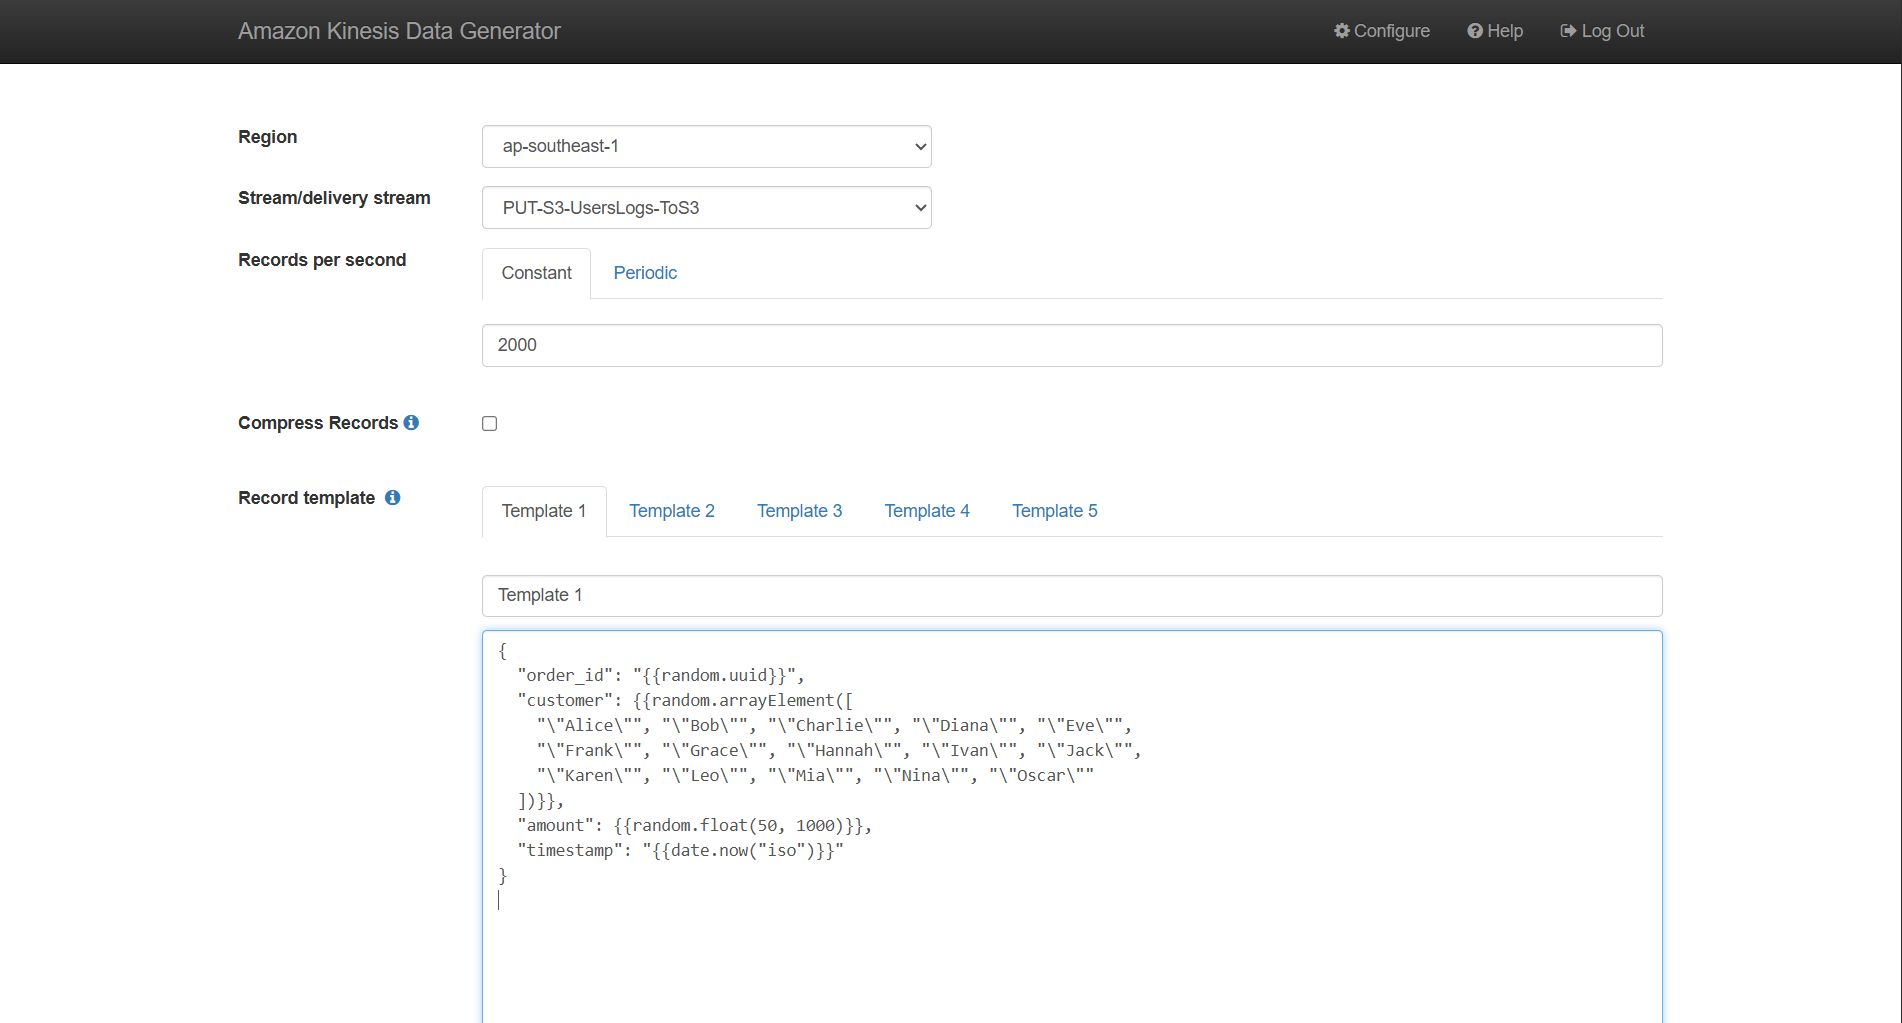 Amazon Kinesis Data Generator
Configure
Help
Log Out
Region
ap-southeast-1
Stream/delivery stream
PUT-S3-UsersLogs-ToS3
Records per second
Constant
Periodic
2000
Compress Records
Record template
Template 1
Template 2
Template 3
Template 4
Template 5
Template 1
{
  "order_id": "{{random.uuid}}",
  "customer": {{random.arrayElement([
    "\"Alice\"", "\"Bob\"", "\"Charlie\"", "\"Diana\"", "\"Eve\"",
    "\"Frank\"", "\"Grace\"", "\"Hannah\"", "\"Ivan\"", "\"Jack\"",
    "\"Karen\"", "\"Leo\"", "\"Mia\"", "\"Nina\"", "\"Oscar\""
  ])}},
  "amount": {{random.float(50, 1000)}},
  "timestamp": "{{date.now("iso")}}"
}